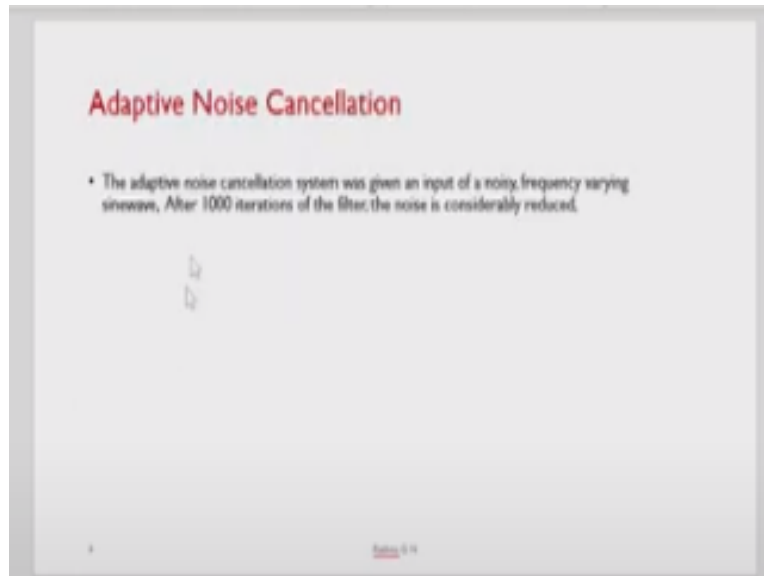 Adaptive Noise Cancellation
• The adaptive noise cancellation system was given an input of a noisy, frequency varying
sinewave. After 1000 iterations of the filter, the noise is considerably reduced.